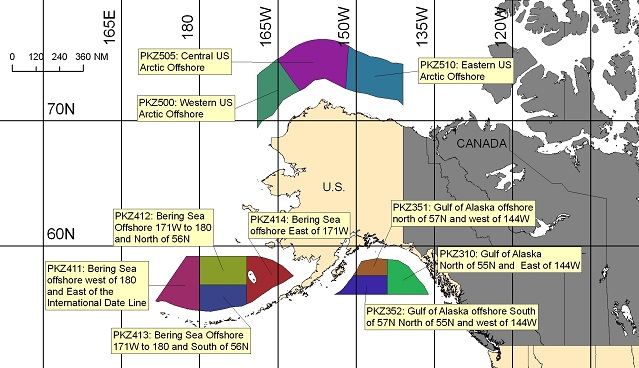 165E
180
165W
150W
135W
120W
0 120 240 360 NM
PKZ505: Central US
Arctic Offshore
PKZ510: Eastern US
Arctic Offshore
PKZ500: Western US
Arctic Offshore
70N
CANADA
U.S.
PKZ412: Bering Sea
Offshore 171W to 180
and North of 56N
PKZ414: Bering Sea
offshore East of 171W
PKZ351: Gulf of Alaska offshore
north of 57N and west of 144W
60N
PKZ310: Gulf of Alaska
North of 55N and East of 144W
PKZ411: Bering Sea
offshore west of 180
and East of the
International Date Line
PKZ352: Gulf of Alaska offshore South
of 57N North of 55N and west of 144W
PKZ413: Bering Sea Offshore
171W to 180 and South of 56N